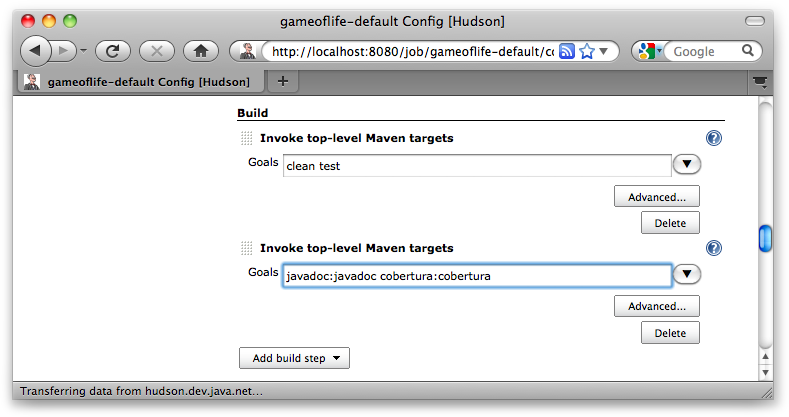 gameoflife-default Config [Hudson]
http://localhost:8080/job/gameoflife-default/co
Google
gameoflife-default Config [Hudson]
Build
Invoke top-level Maven targets
Goals clean test
Advanced...
Delete
Invoke top-level Maven targets
Goals javadoc:javadoc cobertura:cobertura
Advanced...
Delete
Add build step
Transferring data from hudson.dev.java.net...